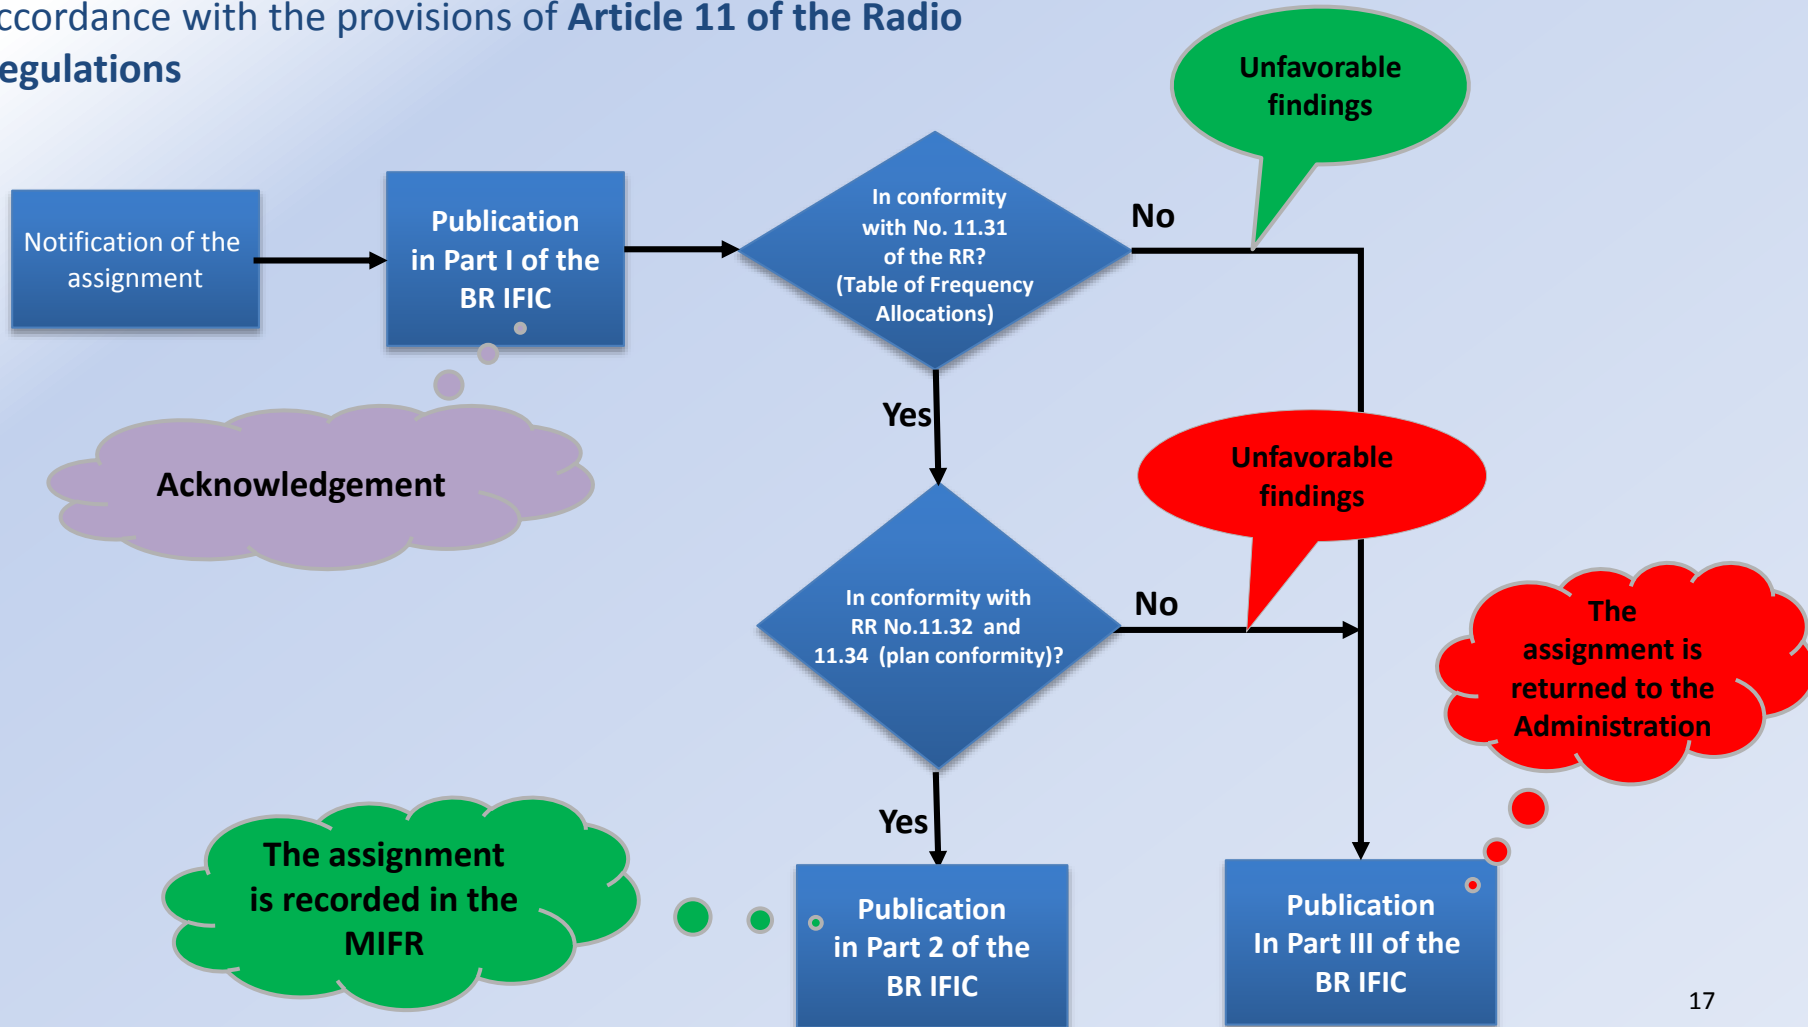 ccordance with the provisions of Article 11 of the Radio
egulations
Unfavorable
findings
Notification of the
assignment
Publication
in Part I of the
BR IFIC
In conformity
with No. 11.31
of the RR?
(Table of Frequency
Allocations)
No
Yes
Acknowledgement
Unfavorable
findings
In conformity with
RR No.11.32 and
11.34 (plan conformity)?
No
The
assignment is
returned to the
Administration
Yes
The assignment
is recorded in the
MIFR
Publication
in Part 2 of the
BR IFIC
Publication
In Part III of the
BR IFIC
17